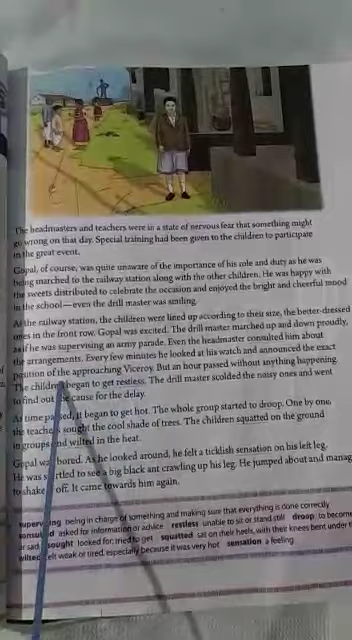 The headmasters and teachers were in a state of nervous fear that something might
go wrong on that day. Special training had been given to the children to participate
in the great event.
Gopal, of course, was quite unaware of the importance of his role and duty as he was
being marched to the railway station along with the other children. He was happy with
the sweets distributed to celebrate the occasion and enjoyed the bright and cheerful mood
in the school—even the drill master was smiling.
At the railway station, the children were lined up according to their size, the better-dressed
ones in the front row. Gopal was excited. The drill master marched up and down proudly,
as if he was supervising an army parade. Even the headmaster consulted him about
the arrangements. Every few minutes he looked at his watch and announced the exact
position of the approaching Viceroy. But an hour passed without anything happening.
The children began to get restless. The drill master scolded the noisy ones and went
to find out the cause for the delay.
As time passed, it began to get hot. The whole group started to droop. One by one,
the teachers sought the cool shade of trees. The children squatted on the ground
in groups and wilted in the heat.
Gopal was bored. As he looked around, he felt a ticklish sensation on his left leg.
He was startled to see a big black ant crawling up his leg. He jumped about and manag
to shake off. It came towards him again.
supervising being in charge of something and making sure that everything is done correctly
consulted asked for information or advice restless unable to sit or stand still droop to become
or sad sought looked for; tried to get squatted sat on their heels, with their knees bent under
wilted felt weak or tired, especially because it was very hot sensation a feeling